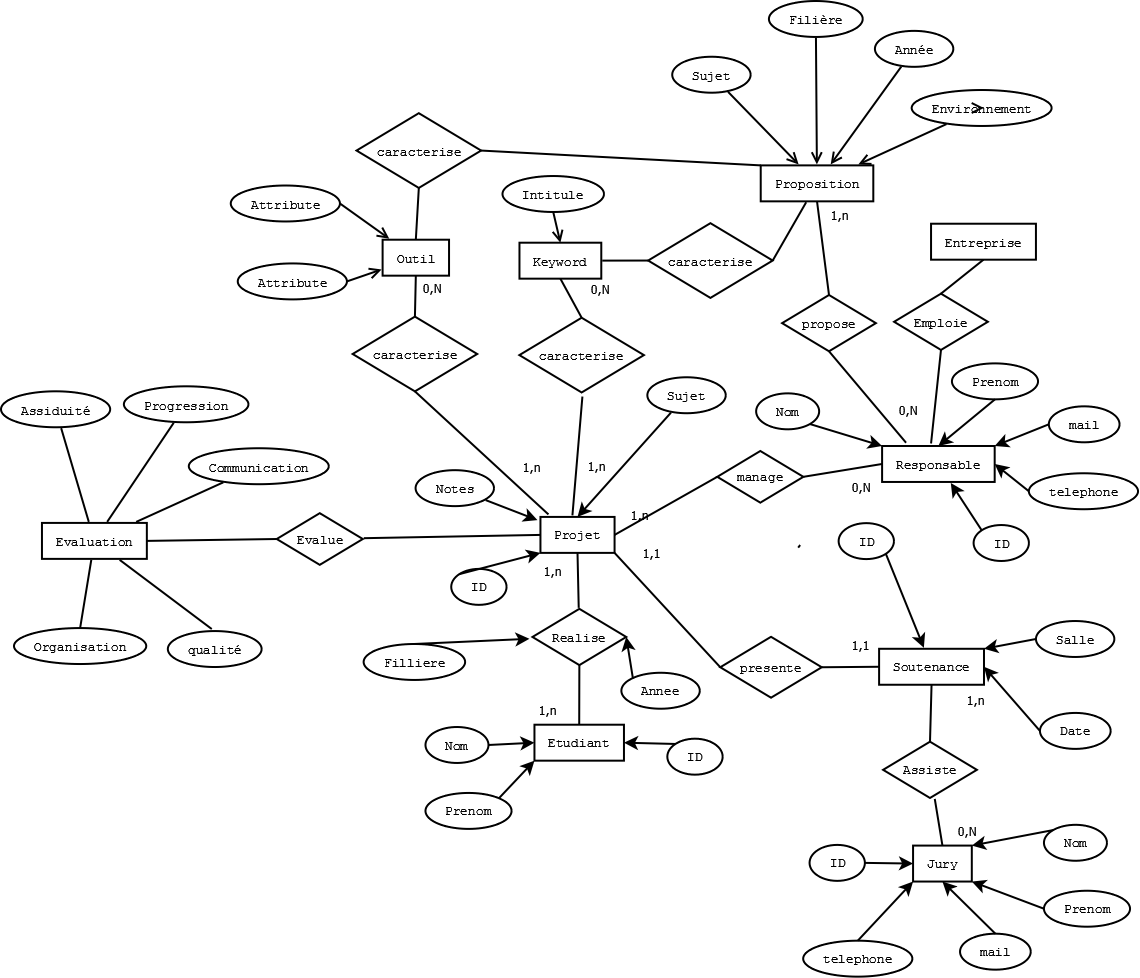 Filière
Année
Sujet
Environnement
caracterise
Proposition
Intitule
Attribute
1,n
Entreprise
Outil
Keyword
caracterise
Attribute
0,N
0,N
propose
Emploie
caracterise
caracterise
Prenom
Sujet
Progression
Assiduité
Nom
0,N
mail
Communication
1,n
1,n
Responsable
manage
Notes
0,N
telephone
1,n
Evaluation
Evalue
Projet
ID
ID
1,1
1,n
ID
Realise
Salle
Organisation
qualité
1,1
Filliere
presente
Soutenance
Annee
1,n
1,n
Date
Nom
Etudiant
ID
Assiste
Prenom
0,N
Nom
ID
Jury
Prenom
telephone
mail